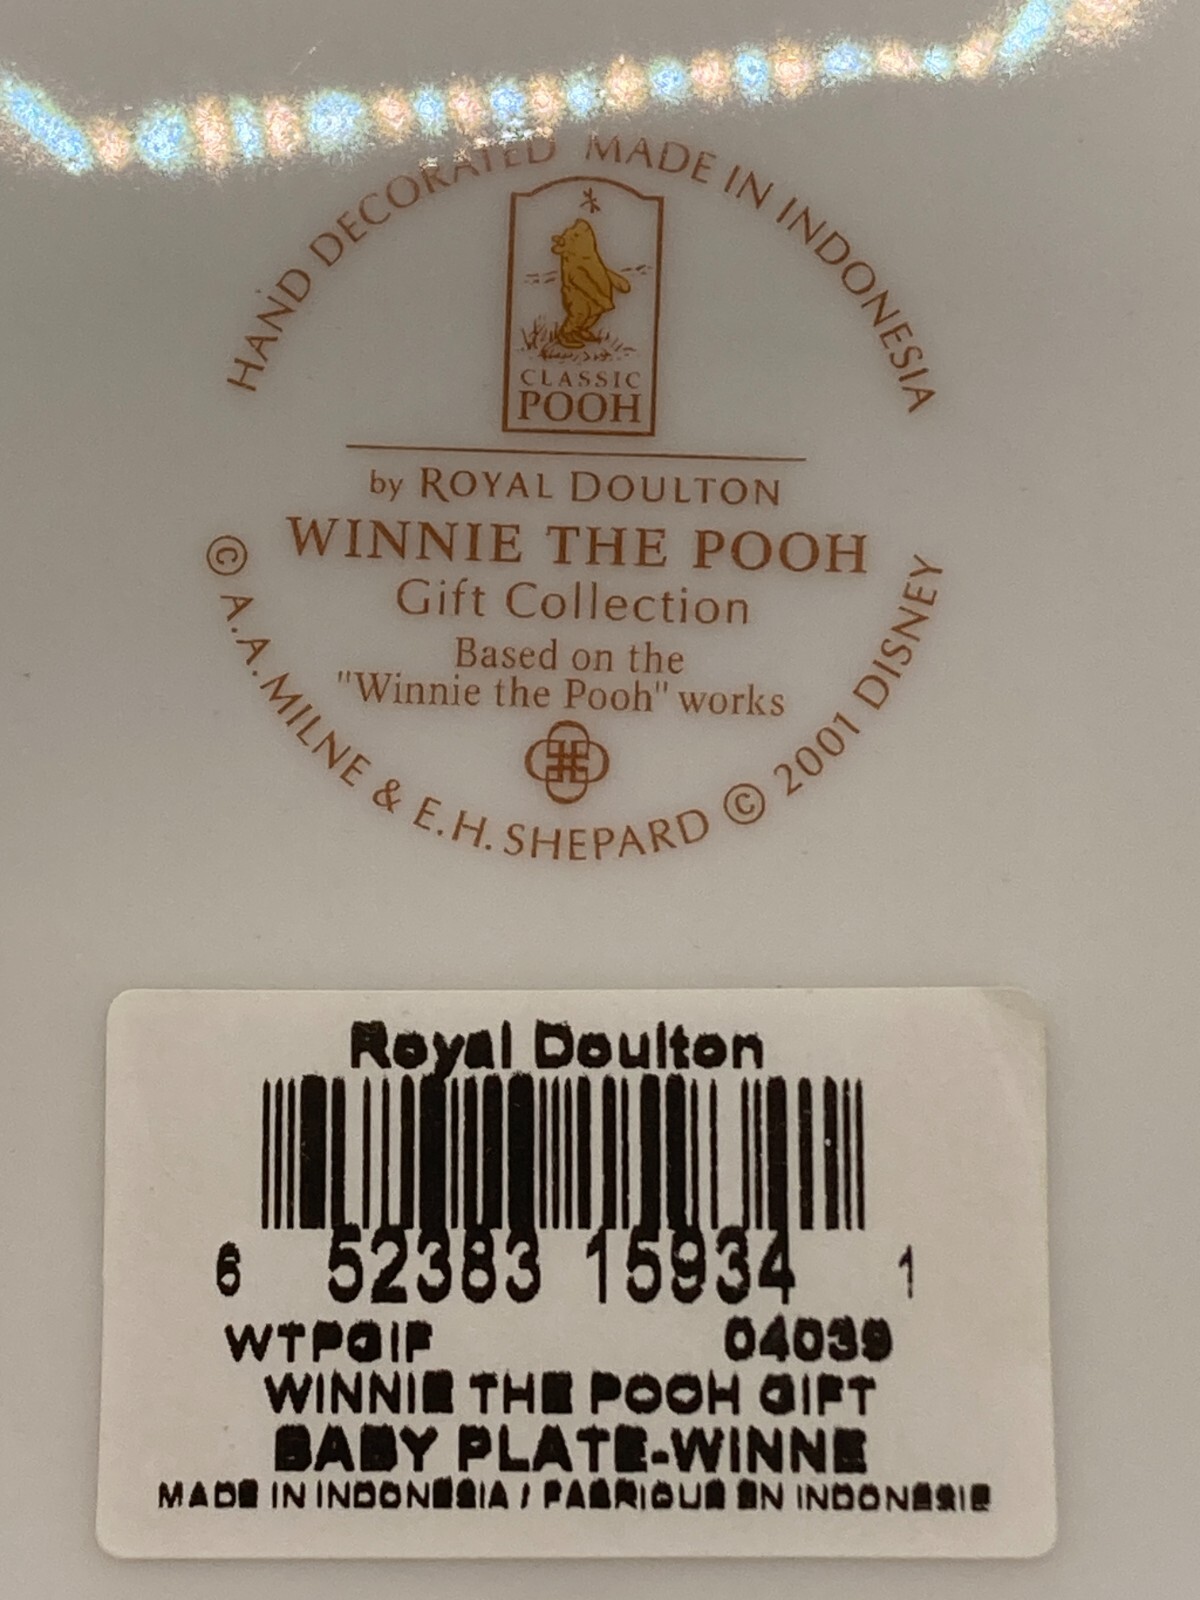 HAND DECORATED MADE IN INDONESIA
CLASSIC
POOH
by ROYAL DOULTON
WINNIE THE POOH
Gift Collection
Based on the
"Winnie the Pooh" works
© A.A. MILNE & E.H. SHEPARD © 2001 DISNEY
Royal Doulton
6 52383 15934 1
WTPGIF 04039
WINNIE THE POOH GIFT
BABY PLATE-WINNE
MADE IN INDONESIA / FABRIQUE EN INDONESIE